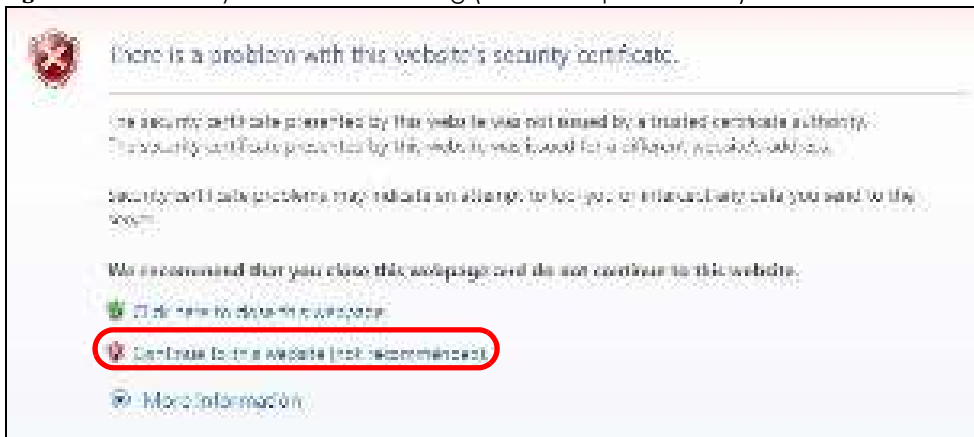 There is a problem with this website's security certificate.
The security certificate presented by this website was not issued by a trusted certificate authority.
The security certificate presented by this website was issued for a different website's address.
Security certificate problems may indicate an attempt to fool you or intercept any data you send to the
server.
We recommend that you close this webpage and do not continue to this website.
Click here to close this webpage.
Continue to this website (not recommended).
More information